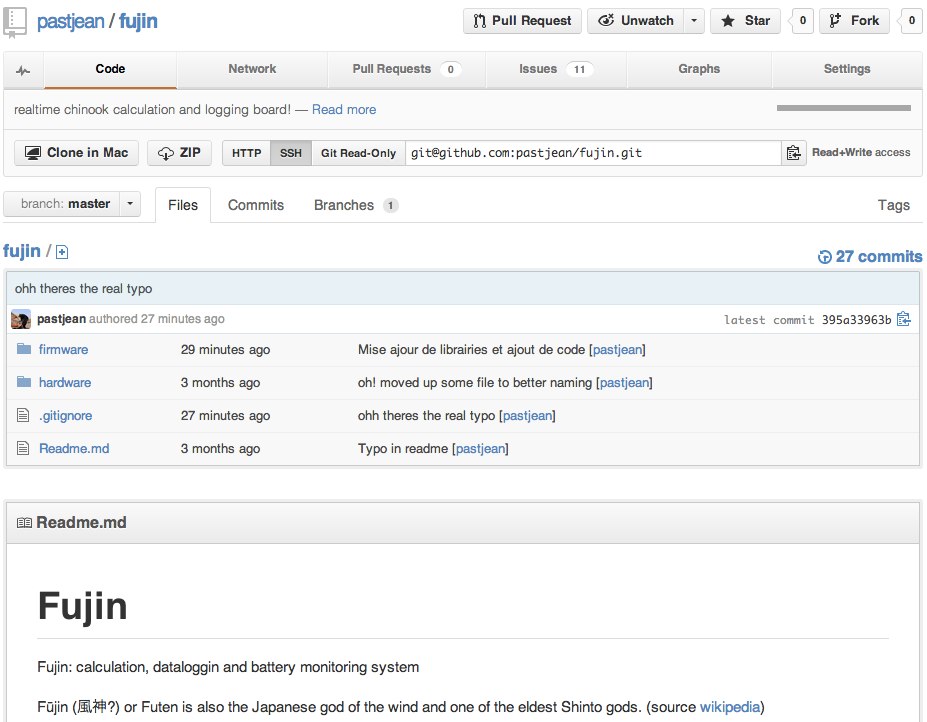 pastjean / fujin
Pull Request Unwatch Star 0 Fork 0
Code Network Pull Requests 0 Issues 11 Graphs Settings
realtime chinook calculation and logging board! — Read more
Clone in Mac ZIP HTTP SSH Git Read-Only git@github.com:pastjean/fujin.git Read+Write access
branch: master Files Commits Branches 1 Tags
fujin /
27 commits
ohh theres the real typo
pastjean authored 27 minutes ago latest commit 395a33963b
firmware 29 minutes ago Mise ajour de librairies et ajout de code [pastjean]
hardware 3 months ago oh! moved up some file to better naming [pastjean]
.gitignore 27 minutes ago ohh theres the real typo [pastjean]
Readme.md 3 months ago Typo in readme [pastjean]
Readme.md
Fujin
Fujin: calculation, dataloggin and battery monitoring system
Fūjin (風神?) or Futen is also the Japanese god of the wind and one of the eldest Shinto gods. (source wikipedia)